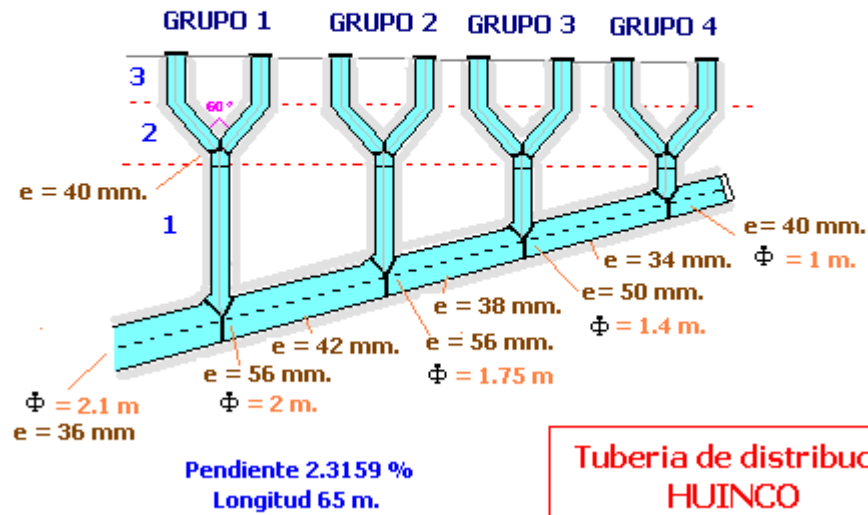 GRUPO 1 GRUPO 2 GRUPO 3 GRUPO 4
3
60 °
2
e = 40 mm.
1
e = 40 mm.
Φ = 1 m.
e = 34 mm.
e = 50 mm.
Φ = 1.4 m.
e = 38 mm.
e = 56 mm.
Φ = 1.75 m
e = 42 mm.
e = 56 mm.
Φ = 2 m.
Φ = 2.1 m
e = 36 mm
Pendiente 2.3159 %
Longitud 65 m.
Tuberia de distribuc
HUINCO